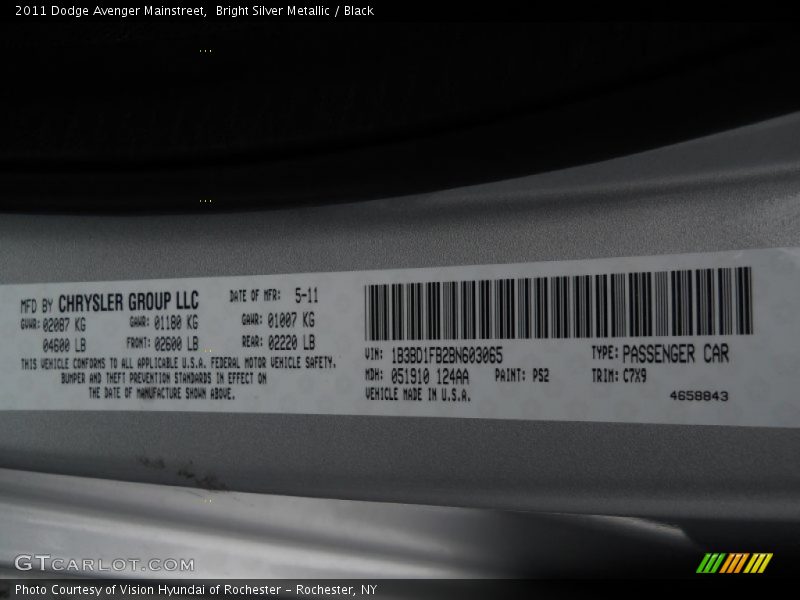 2011 Dodge Avenger Mainstreet,  Bright Silver Metallic / Black
MFD BY CHRYSLER GROUP LLC DATE OF MFR: 5-11
GVWR: 02087 KG GAWR: 01180 KG GAWR: 01007 KG
04600 LB FRONT: 02600 LB REAR: 02220 LB
THIS VEHICLE CONFORMS TO ALL APPLICABLE U.S.A. FEDERAL MOTOR VEHICLE SAFETY,
BUMPER AND THEFT PREVENTION STANDARDS IN EFFECT ON
THE DATE OF MANUFACTURE SHOWN ABOVE.
VIN: 1B3BD1FB2BN603065 TYPE: PASSENGER CAR
MDH: 051910 124AA PAINT: PS2 TRIM: C7X9
VEHICLE MADE IN U.S.A. 4658843
GTCARLOT.COM
Photo Courtesy of Vision Hyundai of Rochester - Rochester, NY